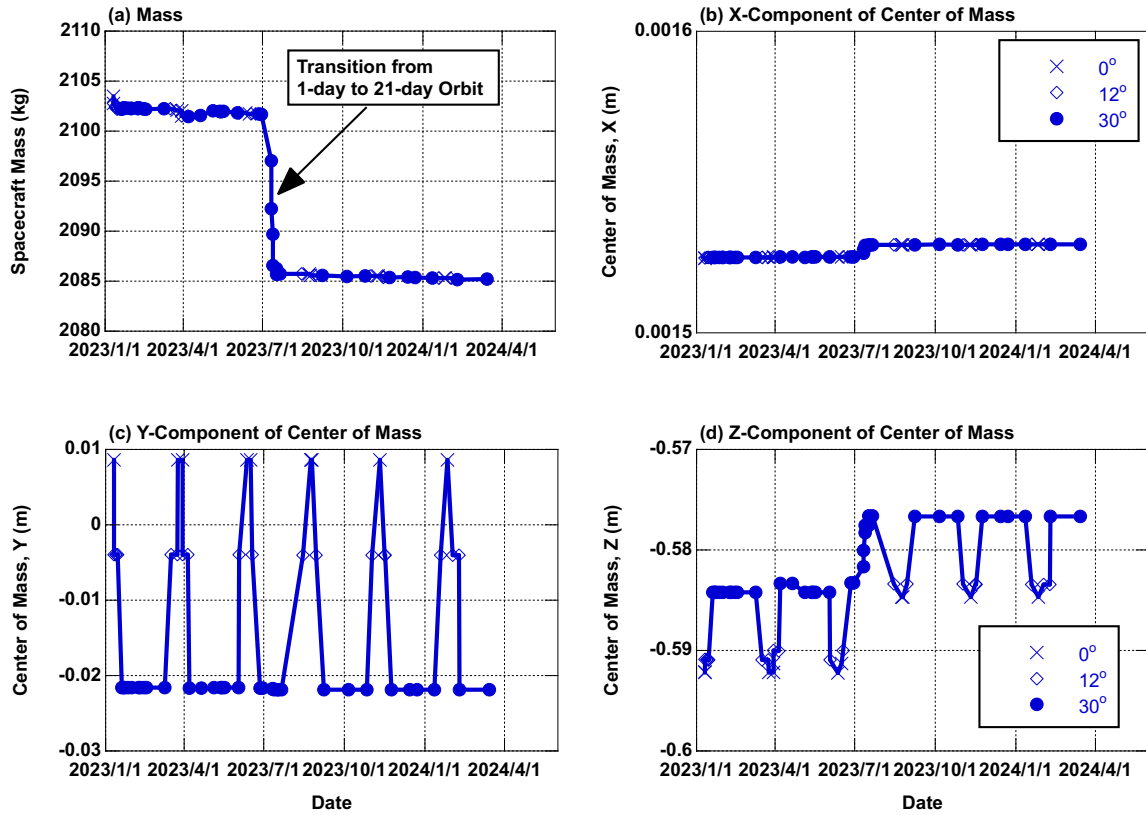 (a) Mass
2110
2105
2100
2095
2090
2085
2080
Spacecraft Mass (kg)
Transition from
1-day to 21-day Orbit
2023/1/1 2023/4/1 2023/7/1 2023/10/1 2024/1/1 2024/4/1
(b) X-Component of Center of Mass
0.0016
0.0015
Center of Mass, X (m)
0°
12°
30°
2023/1/1 2023/4/1 2023/7/1 2023/10/1 2024/1/1 2024/4/1
(c) Y-Component of Center of Mass
0.01
0
-0.01
-0.02
-0.03
Center of Mass, Y (m)
2023/1/1 2023/4/1 2023/7/1 2023/10/1 2024/1/1 2024/4/1
Date
(d) Z-Component of Center of Mass
-0.57
-0.58
-0.59
-0.6
Center of Mass, Z (m)
0°
12°
30°
2023/1/1 2023/4/1 2023/7/1 2023/10/1 2024/1/1 2024/4/1
Date